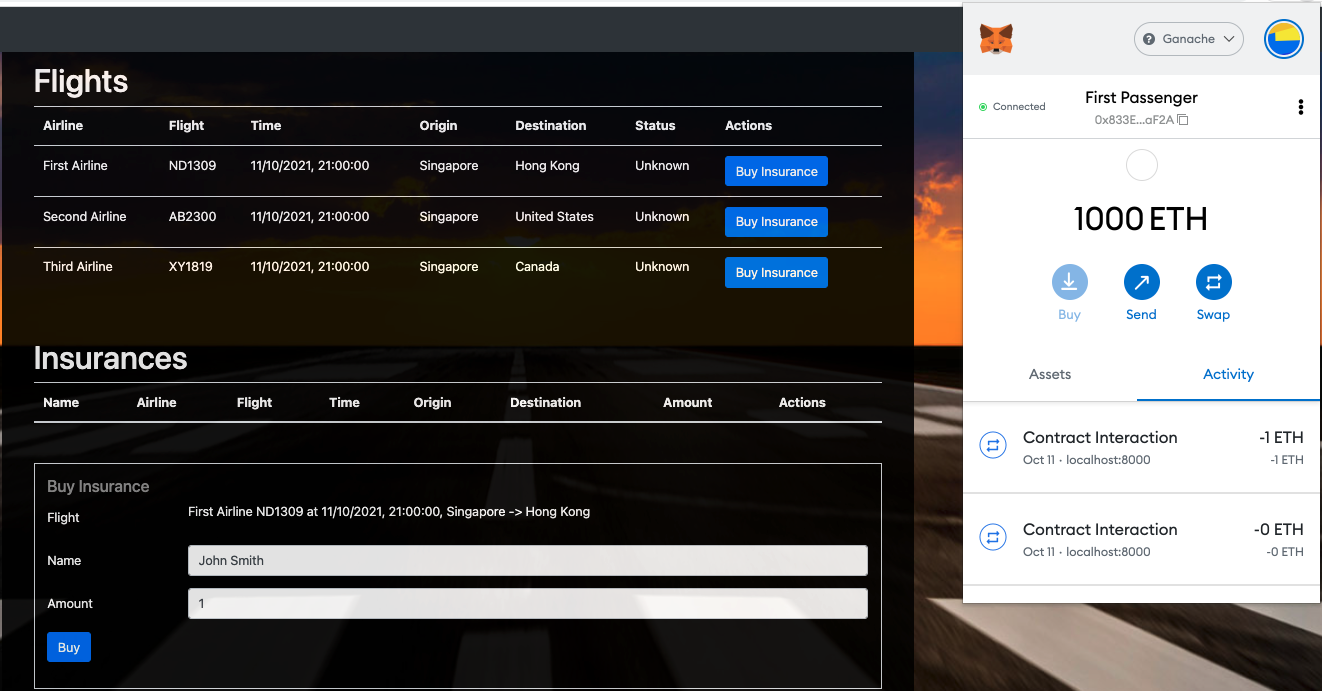 Flights
Airline Flight Time Origin Destination Status Actions
First Airline ND1309 11/10/2021, 21:00:00 Singapore Hong Kong Unknown Buy Insurance
Second Airline AB2300 11/10/2021, 21:00:00 Singapore United States Unknown Buy Insurance
Third Airline XY1819 11/10/2021, 21:00:00 Singapore Canada Unknown Buy Insurance
Insurances
Name Airline Flight Time Origin Destination Amount Actions
Buy Insurance
Flight First Airline ND1309 at 11/10/2021, 21:00:00, Singapore -> Hong Kong
Name John Smith
Amount 1
Buy
? Ganache
Connected
First Passenger
0x833E...aF2A
1000 ETH
Buy Send Swap
Assets Activity
Contract Interaction -1 ETH
Oct 11 · localhost:8000 -1 ETH
Contract Interaction -0 ETH
Oct 11 · localhost:8000 -0 ETH